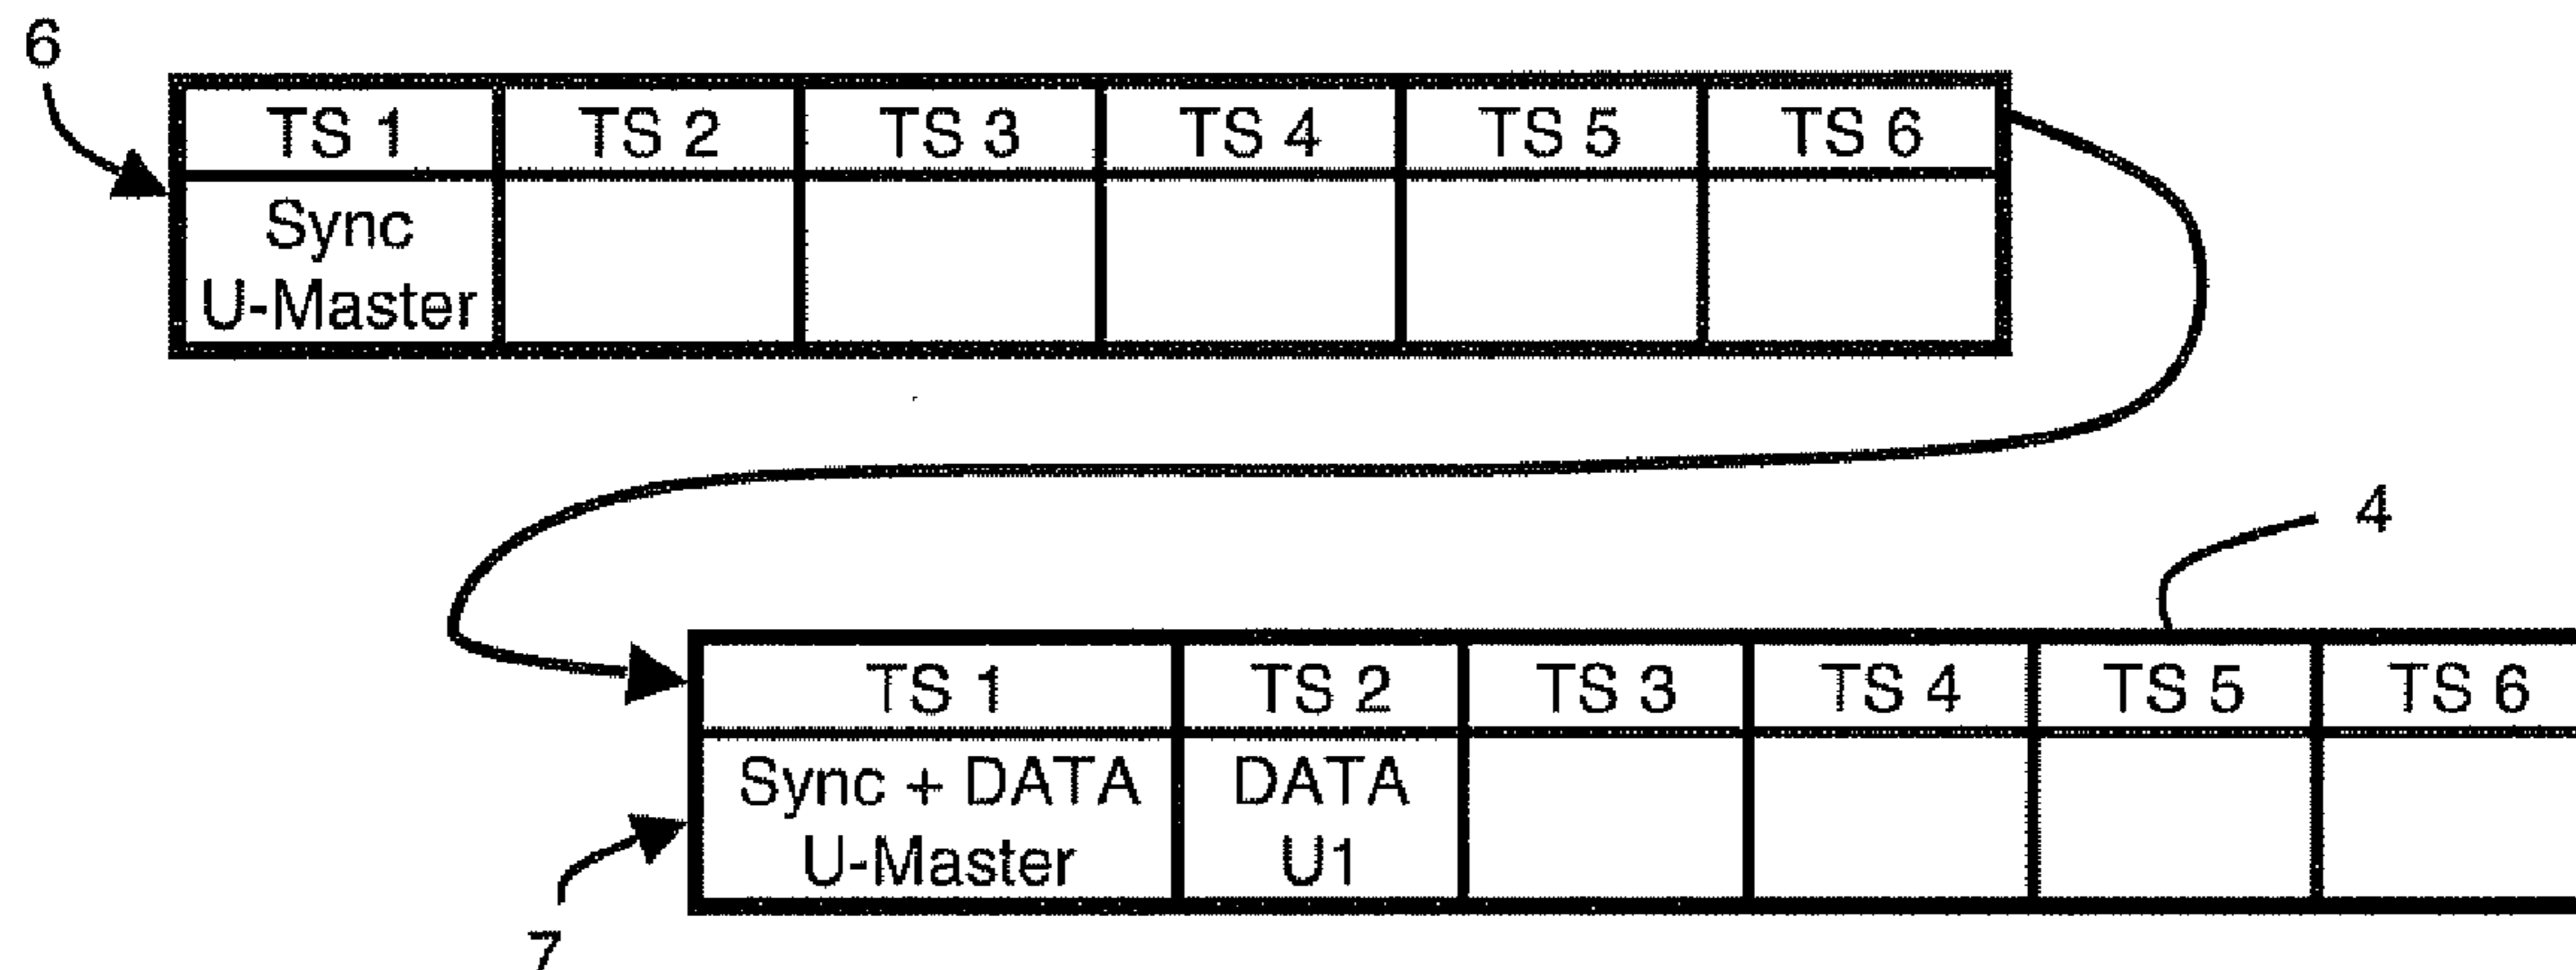 6
TS 1 TS 2 TS 3 TS 4 TS 5 TS 6
Sync
U-Master
4
TS 1 TS 2 TS 3 TS 4 TS 5 TS 6
Sync + DATA DATA
U-Master U1
7